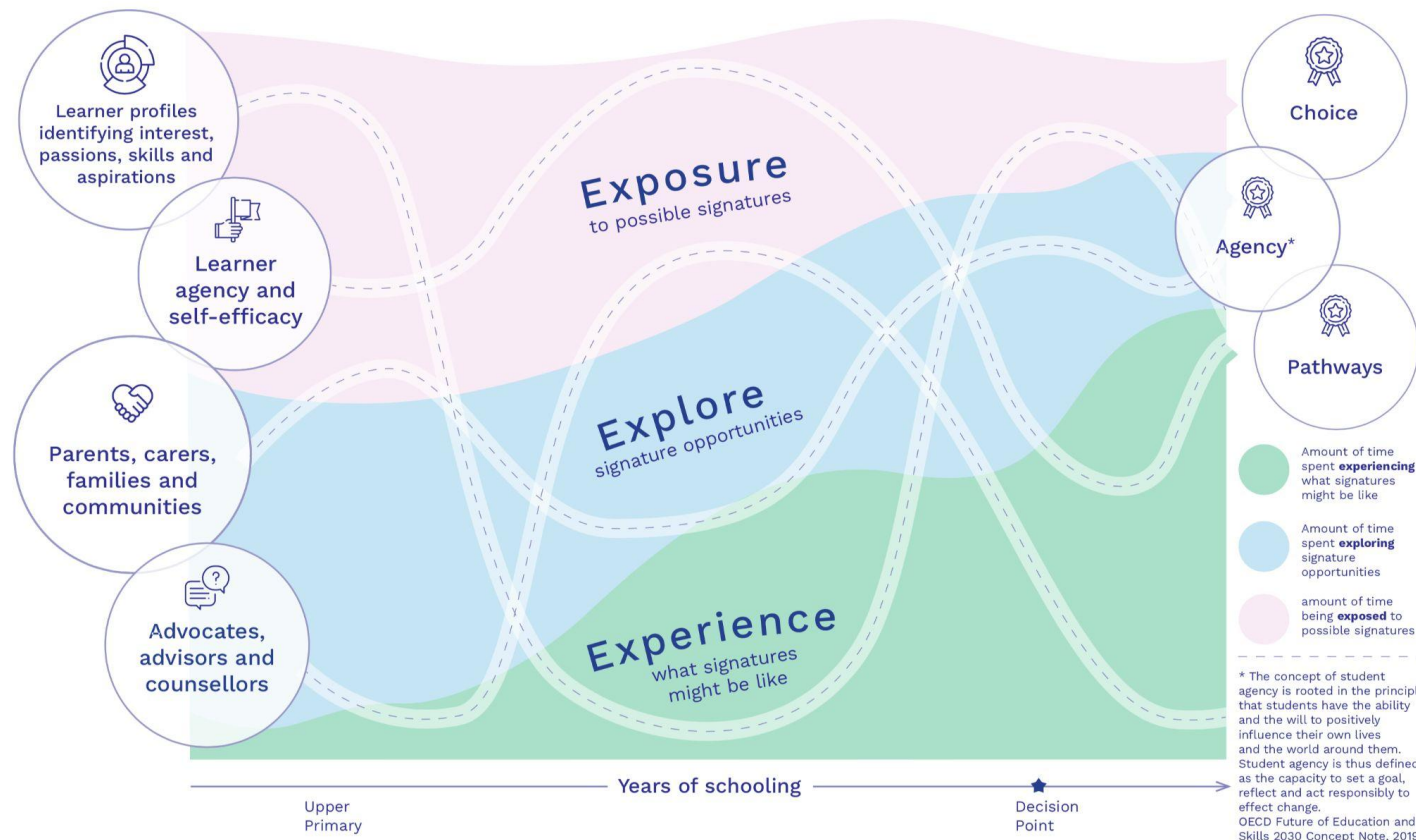 Learner profiles
identifying interest,
passions, skills and
aspirations
Learner
agency and
self-efficacy
Parents, carers,
families and
communities
?
Advocates,
advisors and
counsellors
Exposure
to possible signatures
Explore
signature opportunities
Experience
what signatures
might be like
Years of schooling
Upper
Primary
Decision
Point
Choice
Agency*
Pathways
Amount of time
spent experiencing
what signatures
might be like
Amount of time
spent exploring
signature
opportunities
amount of time
being exposed to
possible signatures
* The concept of student
agency is rooted in the principl
that students have the ability
and the will to positively
influence their own lives
and the world around them.
Student agency is thus defined
as the capacity to set a goal,
reflect and act responsibly to
effect change.
OECD Future of Education and
Skills 2030 Concept Note, 2019